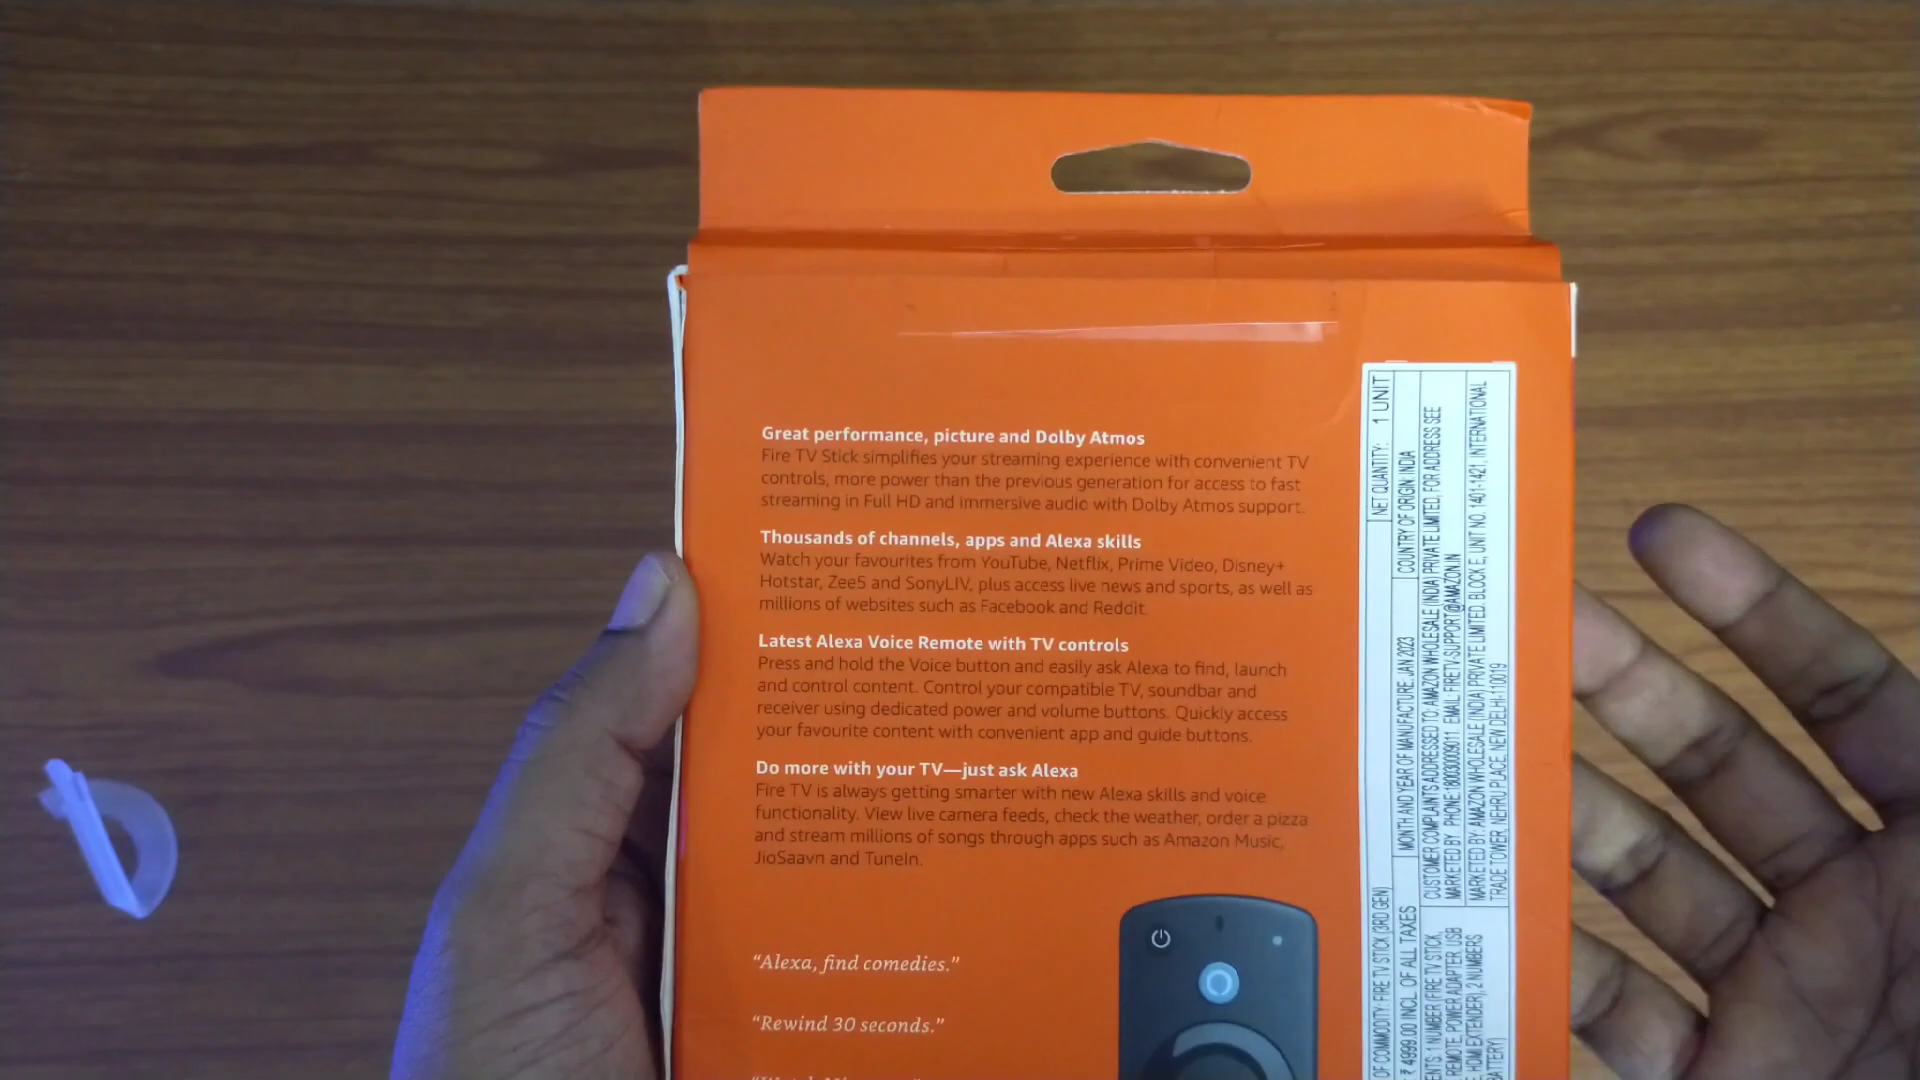 Great performance, picture and Dolby Atmos
Fire TV Stick simplifies your streaming experience with convenient TV
controls, more power than the previous generation for access to fast
streaming in Full HD and immersive audio with Dolby Atmos support.
Thousands of channels, apps and Alexa skills
Watch your favourites from YouTube, Netflix, Prime Video, Disney+
Hotstar, Zee5 and SonyLIV, plus access live news and sports, as well as
millions of websites such as Facebook and Reddit.
Latest Alexa Voice Remote with TV controls
Press and hold the Voice button and easily ask Alexa to find, launch
and control content. Control your compatible TV, soundbar and
receiver using dedicated power and volume buttons. Quickly access
your favourite content with convenient app and guide buttons.
Do more with your TV—just ask Alexa
Fire TV is always getting smarter with new Alexa skills and voice
functionality. View live camera feeds, check the weather, order a pizza
and stream millions of songs through apps such as Amazon Music,
JioSaavn and TuneIn.
“Alexa, find comedies.”
“Rewind 30 seconds.”
OF COMMODITY: FIRE TV STICK (3RD GEN)
NET QUANTITY: 1 UNIT
₹ 4999.00 INCL. OF ALL TAXES
MONTH AND YEAR OF MANUFACTURE: JAN 2023
COUNTRY OF ORIGIN: INDIA
ENTS: 1 NUMBER (FIRE TV STICK,
REMOTE, POWER ADAPTER, USB
HOME EXTENDER), 2 NUMBERS
BATTERY)
CUSTOMER COMPLAINTS ADDRESSED TO: AMAZON WHOLESALE (INDIA) PRIVATE LIMITED, FOR ADDRESS SEE
MARKETED BY PHONE:18003009011 EMAIL: FIRETV-SUPPORT@AMAZON.IN
MARKETED BY: AMAZON WHOLESALE (INDIA) PRIVATE LIMITED. BLOCK E, UNIT NO. 1401-1421, INTERNATIONAL
TRADE TOWER, NEHRU PLACE, NEW DELHI-110019